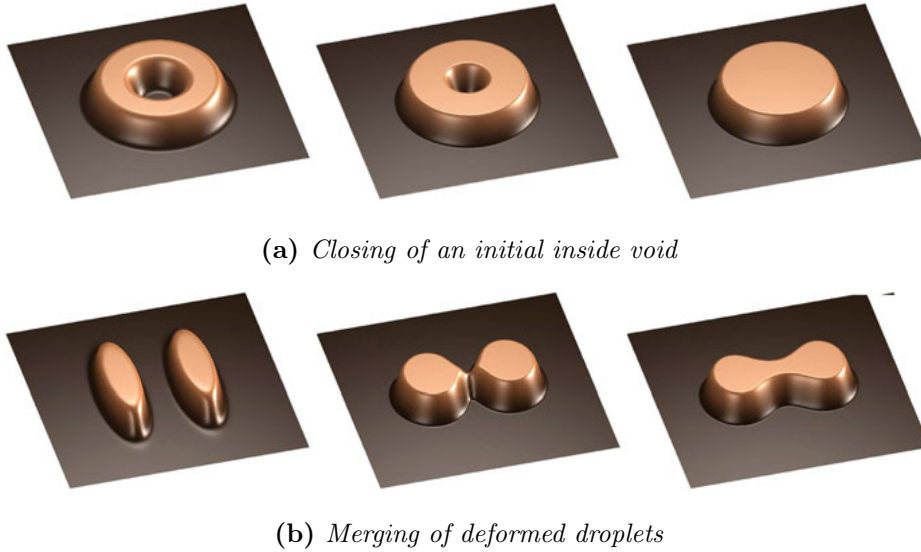 (a) Closing of an initial inside void
(b) Merging of deformed droplets